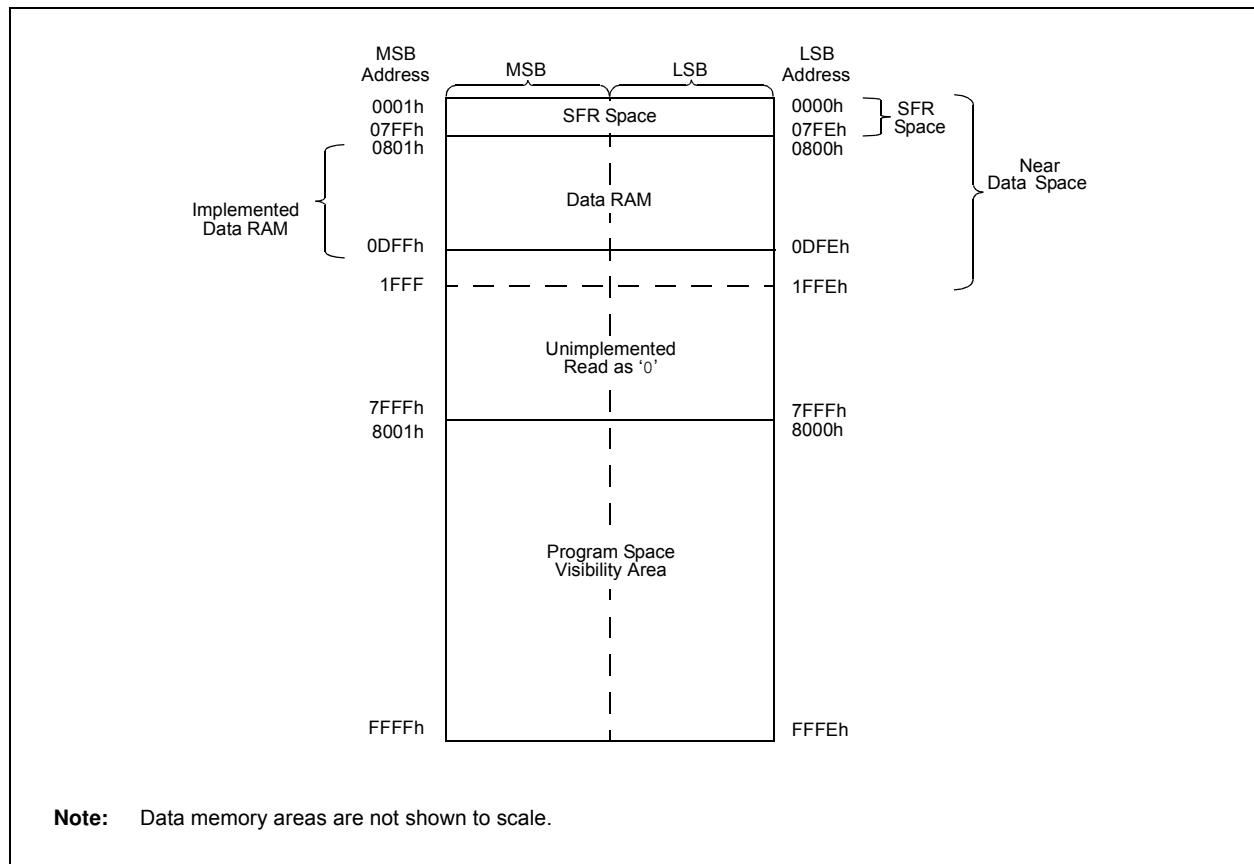 MSB
Address
MSB
LSB
LSB
Address
0001h
SFR Space
0000h
SFR
Space
07FFh
07FEh
0801h
0800h
Near
Data Space
Implemented
Data RAM
Data RAM
0DFFh
0DFEh
1FFF
1FFEh
Unimplemented
Read as ‘0’
7FFFh
7FFFh
8001h
8000h
Program Space
Visibility Area
FFFFh
FFFEh
Note: Data memory areas are not shown to scale.